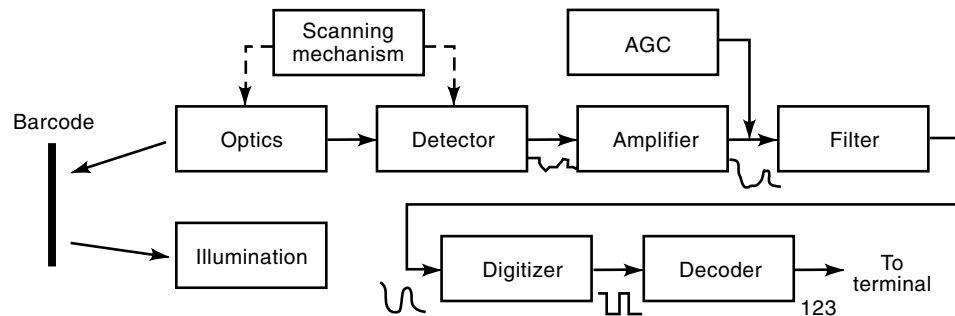 Scanning
mechanism
AGC
Barcode
Optics
Detector
Amplifier
Filter
Illumination
Digitizer
Decoder
To
terminal
123